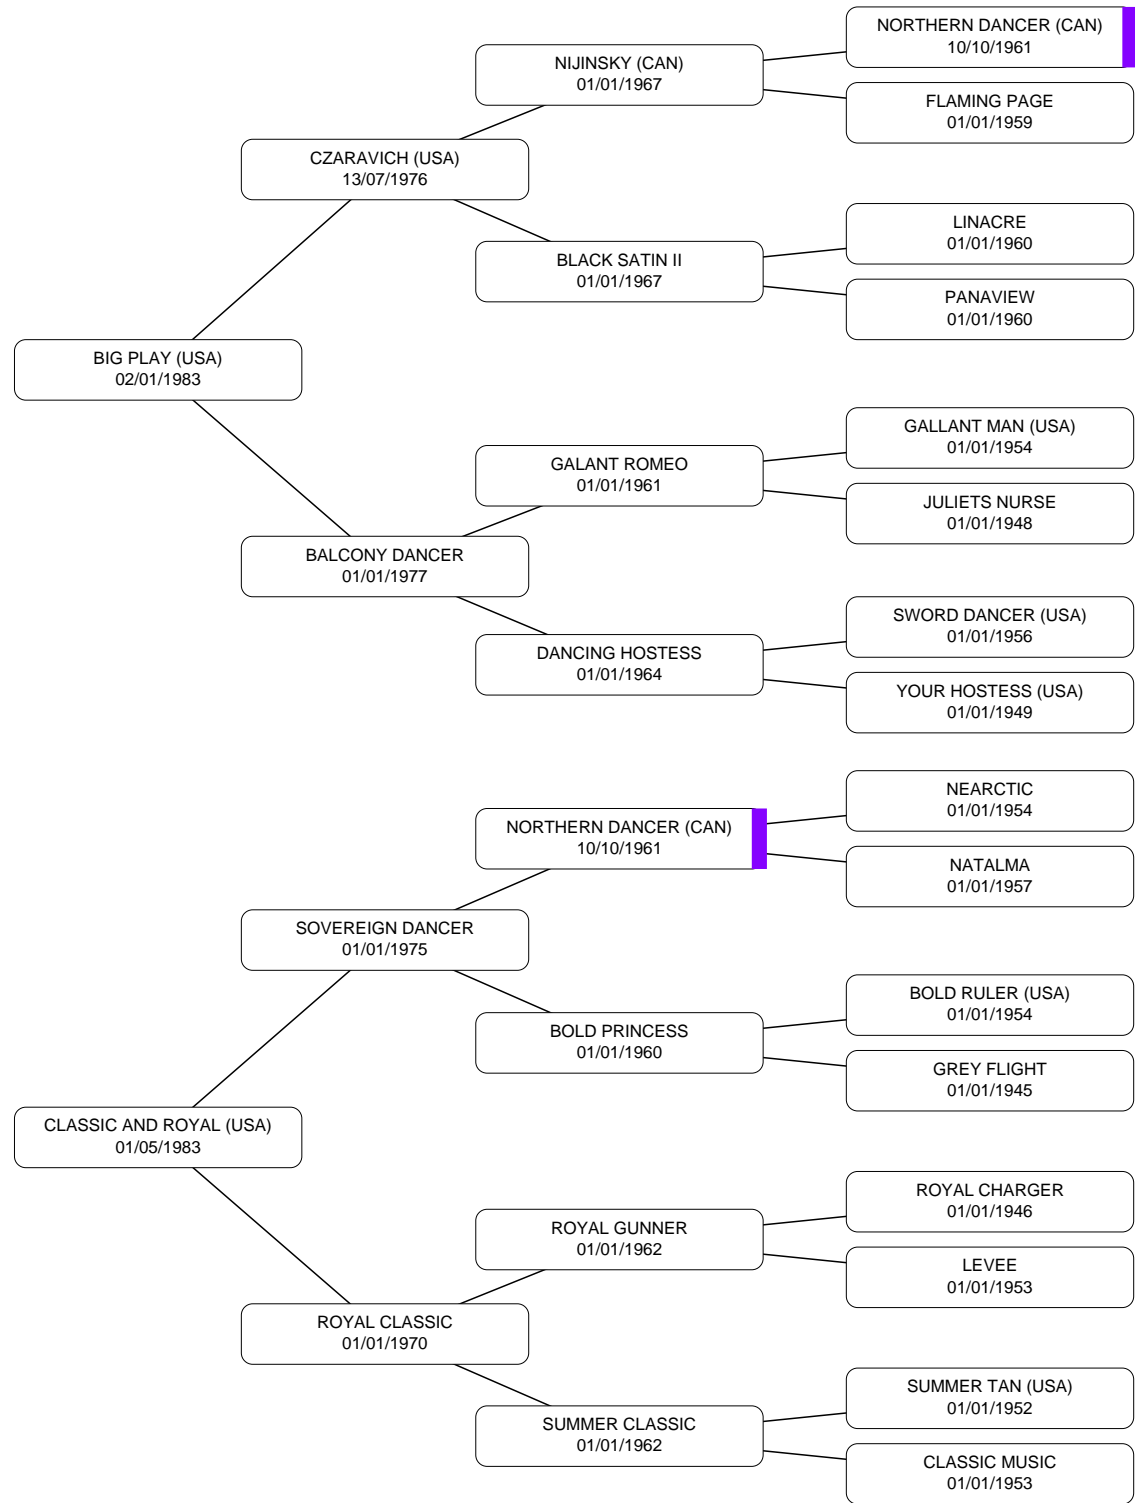 NORTHERN DANCER (CAN)
10/10/1961
NIJINSKY (CAN)
01/01/1967
FLAMING PAGE
01/01/1959
CZARAVICH (USA)
13/07/1976
LINACRE
01/01/1960
BLACK SATIN II
01/01/1967
PANAVIEW
01/01/1960
BIG PLAY (USA)
02/01/1983
GALLANT MAN (USA)
01/01/1954
GALANT ROMEO
01/01/1961
JULIETS NURSE
01/01/1948
BALCONY DANCER
01/01/1977
SWORD DANCER (USA)
01/01/1956
DANCING HOSTESS
01/01/1964
YOUR HOSTESS (USA)
01/01/1949
NEARCTIC
01/01/1954
NORTHERN DANCER (CAN)
10/10/1961
NATALMA
01/01/1957
SOVEREIGN DANCER
01/01/1975
BOLD RULER (USA)
01/01/1954
BOLD PRINCESS
01/01/1960
GREY FLIGHT
01/01/1945
CLASSIC AND ROYAL (USA)
01/05/1983
ROYAL CHARGER
01/01/1946
ROYAL GUNNER
01/01/1962
LEVEE
01/01/1953
ROYAL CLASSIC
01/01/1970
SUMMER TAN (USA)
01/01/1952
SUMMER CLASSIC
01/01/1962
CLASSIC MUSIC
01/01/1953